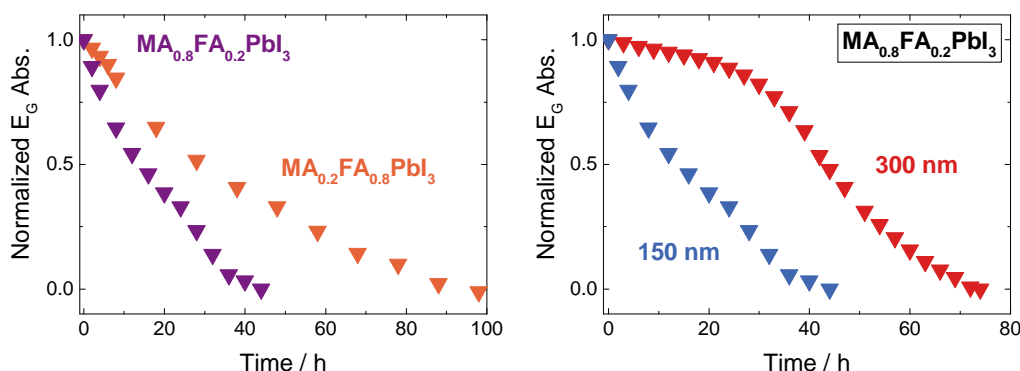 Normalized E_G Abs.
1.0
0.5
0.0
MA0.8FA0.2PbI3
MA0.2FA0.8PbI3
0 20 40 60 80 100
Time / h
Normalized E_G Abs.
1.0
0.5
0.0
MA0.8FA0.2PbI3
300 nm
150 nm
0 20 40 60 80
Time / h